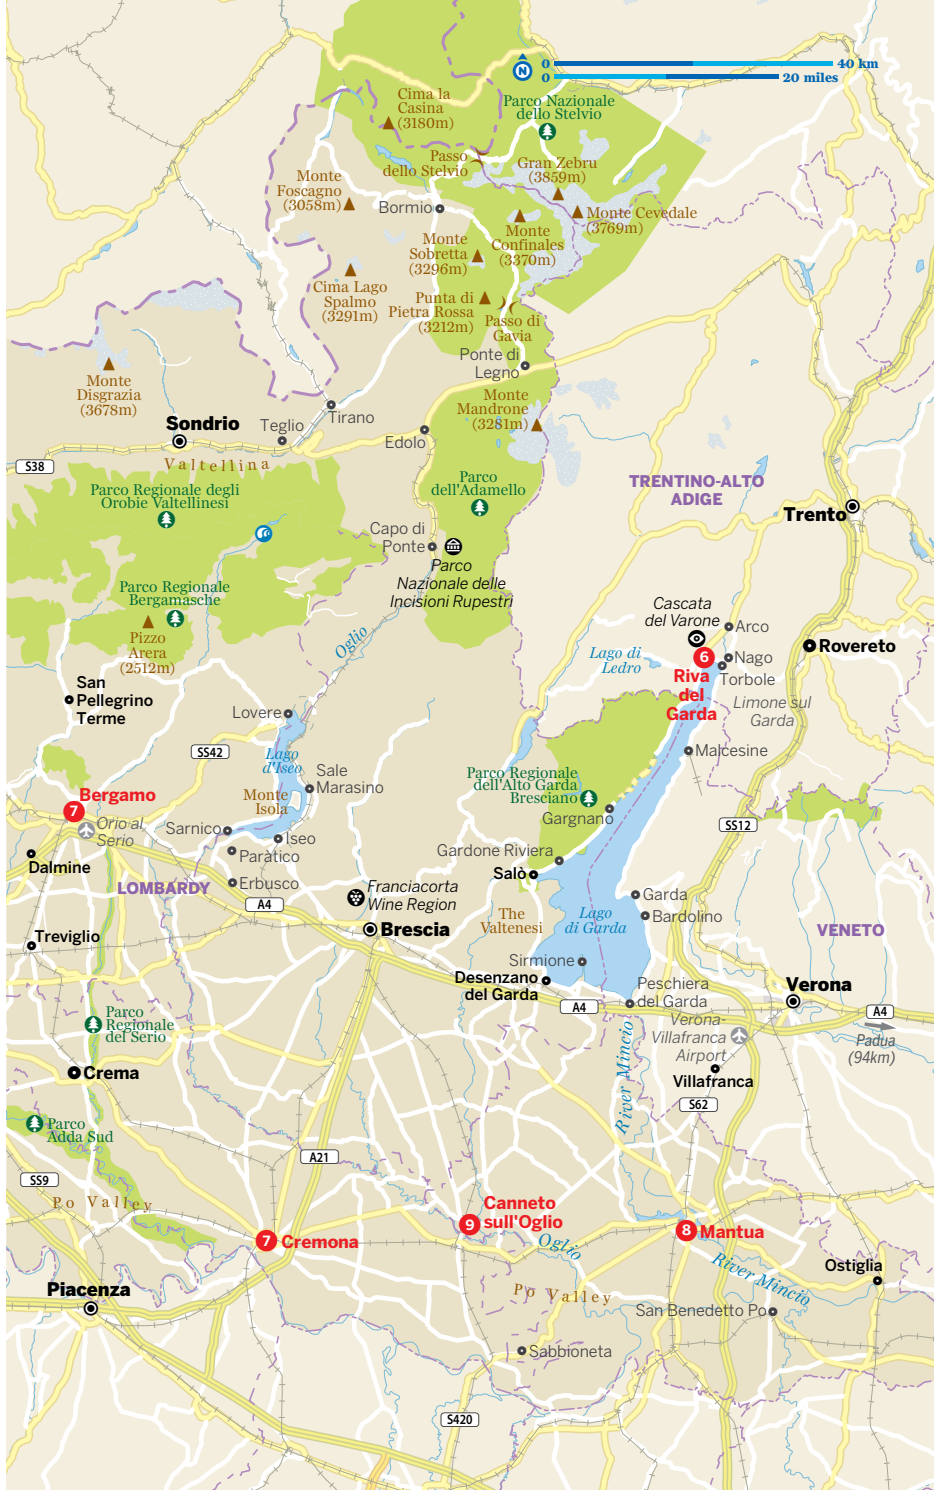 0
40 km
0
20 miles
N
Cima la
Casina
(3180m)
Parco Nazionale
dello Stelvio
Passo
dello Stelvio
Gran Zebru
(3859m)
Monte
Foscagno
(3058m)
Bormio
Monte Cevedale
(3769m)
Monte
Confinales
(3370m)
Monte
Sobretta
(3296m)
Cima Lago
Spalmo
(3291m)
Punta di
Pietra Rossa
(3212m)
Passo di
Gavia
Ponte di
Legno
Monte
Disgrazia
(3678m)
Monte
Mandrone
(3281m)
Tirano
Teglio
Sondrio
Edolo
S38
Valtellina
Parco
dell'Adamello
TRENTINO-ALTO
ADIGE
Parco Regionale degli
Orobie Valtellinesi
Trento
Capo di
Ponte
Parco
Nazionale delle
Incisioni Rupestri
Parco Regionale
Bergamasche
Pizzo
Arera
(2512m)
Oglio
Cascata
del Varone
Arco
Rovereto
Lago di
Ledro
6
Riva
del
Garda
Nago
Torbole
San
Pellegrino
Terme
Limone sul
Garda
Lovere
SS42
Lago
d'Iseo
Malcesine
Sale
Marasino
Monte
Isola
Parco Regionale
dell'Alto Garda
Bresciano
Bergamo
7
Orio al
Serio
Gargnano
SS12
Sarnico
Iseo
Paratico
Gardone Riviera
Dalmine
Salò
LOMBARDY
Erbusco
Franciacorta
Wine Region
A4
Garda
Bardolino
The
Valtenesi
Lago
di Garda
VENETO
Treviglio
Brescia
Sirmione
Desenzano
del Garda
Peschiera
del Garda
Verona
A4
A4
Parco
Regionale
del Serio
Verona-
Villafranca
Airport
Padua
(94km)
River Mincio
Crema
Villafranca
S62
Parco
Adda Sud
A21
SS9
Po Valley
Canneto
sull'Oglio
9
7
Cremona
8
Mantua
Oglio
River Mincio
Ostiglia
Piacenza
Po Valley
San Benedetto Po
Sabbioneta
S420